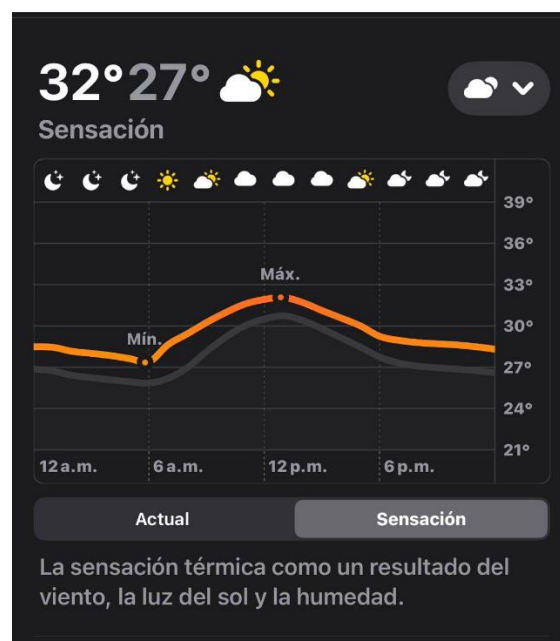 32° 27°
Sensación
39°
36°
Máx.
33°
Mín.
30°
27°
24°
21°
12 a.m. 6 a.m. 12 p.m. 6 p.m.
Actual Sensación
La sensación térmica como un resultado del
viento, la luz del sol y la humedad.